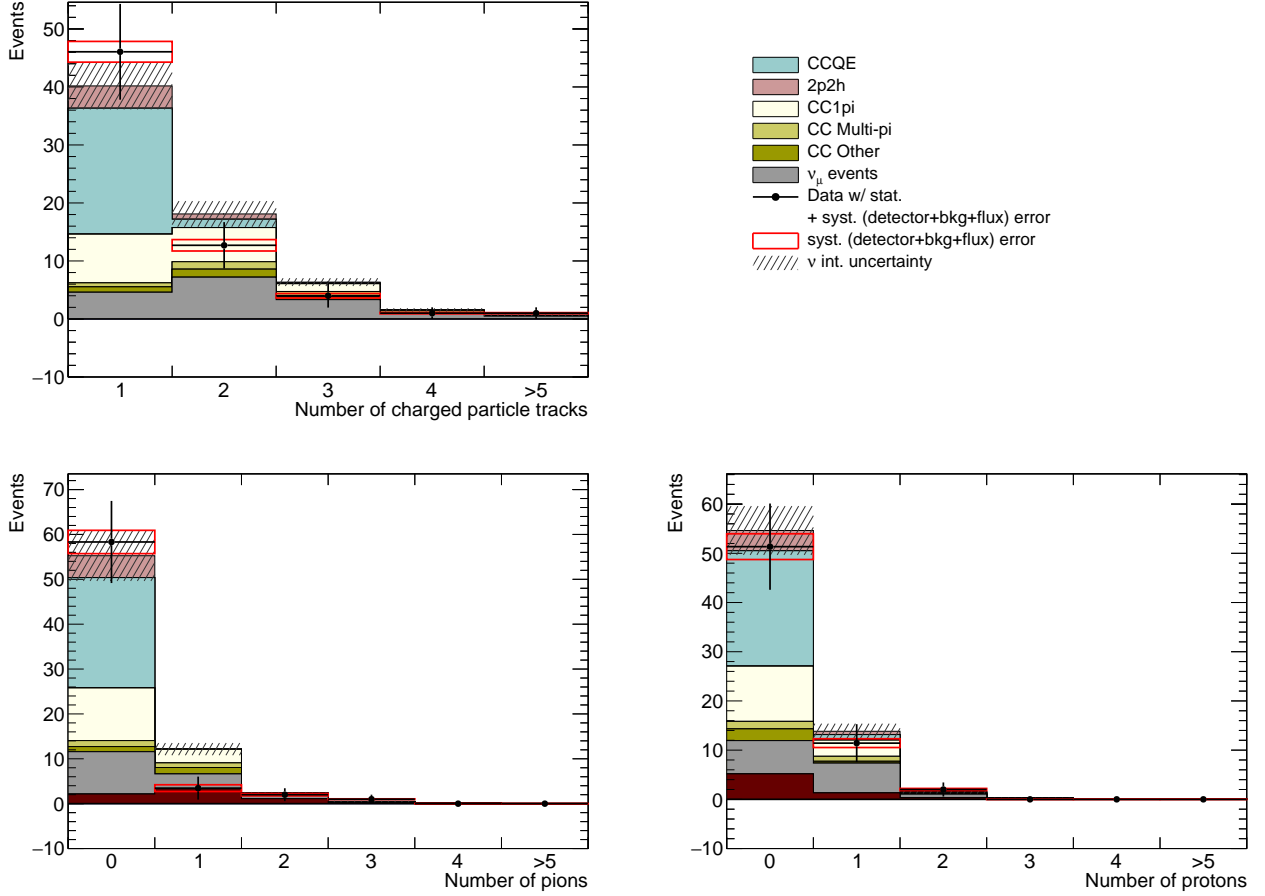 Events
50
40
30
20
10
0
−10
1 2 3 4 >5
Number of charged particle tracks
CCQE
2p2h
CC1pi
CC Multi-pi
CC Other
νμ events
Data w/ stat.
+ syst. (detector+bkg+flux) error
syst. (detector+bkg+flux) error
ν int. uncertainty
Events
70
60
50
40
30
20
10
0
−10
0 1 2 3 4 >5
Number of pions
Events
60
50
40
30
20
10
0
−10
0 1 2 3 4 >5
Number of protons